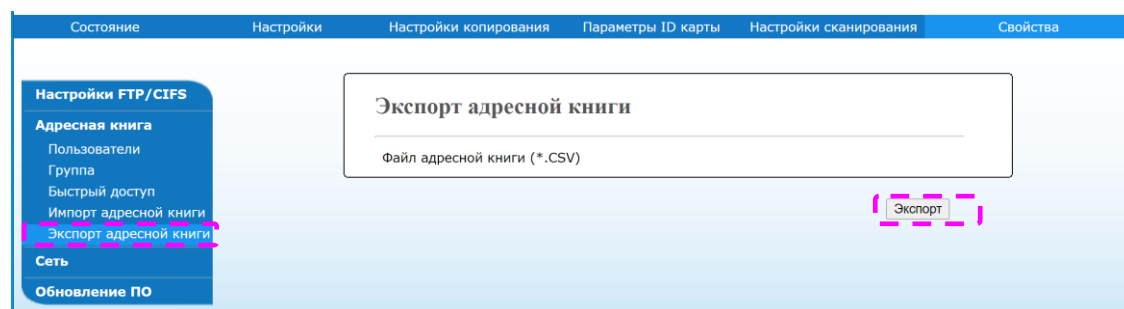 Состояние Настройки Настройки копирования Параметры ID карты Настройки сканирования Свойства
Настройки FTP/CIFS
Адресная книга
Пользователи
Группа
Быстрый доступ
Импорт адресной книги
Экспорт адресной книги
Сеть
Обновление ПО
Экспорт адресной книги
Файл адресной книги (*.CSV)
Экспорт